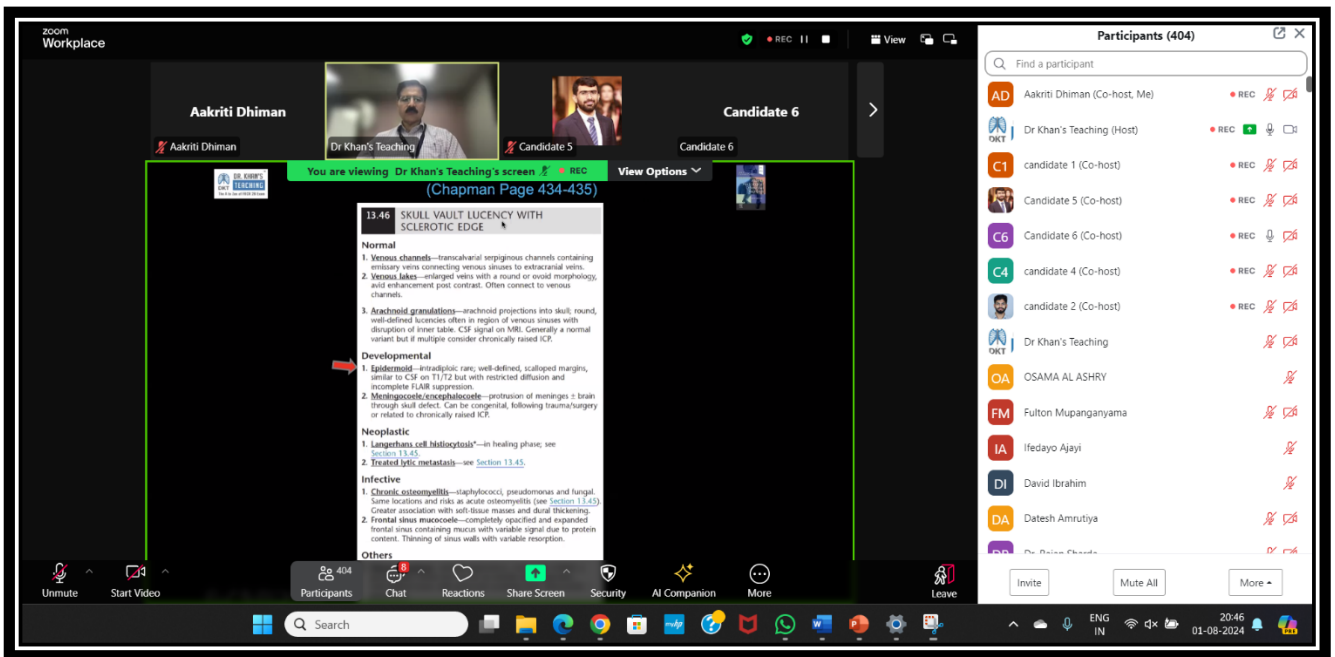 zoom
Workplace
REC
View
Aakriti Dhiman
Candidate 6
Aakriti Dhiman
Dr Khan's Teaching
Candidate 5
Candidate 6
You are viewing Dr Khan's Teaching's screen
REC
View Options
DR. KHAN'S
TEACHING
DKT
(Chapman Page 434-435)
13.46 SKULL VAULT LUCENCY WITH
SCLEROTIC EDGE
Normal
1. Venous channels—transcalvarial serpiginous channels containing
emissary veins connecting venous sinuses to extracranial veins.
2. Venous lakes—enlarged veins with a round or ovoid morphology,
avid enhancement post contrast. Often connect to venous
channels.
3. Arachnoid granulations—arachnoid projections into skull; round,
well-defined lucencies often in region of venous sinuses with
disruption of inner table. CSF signal on MRI. Generally a normal
variant but if multiple consider chronically raised ICP.
Developmental
1. Epidermoid—intradiploic rare; well-defined, scalloped margins,
similar to CSF on T1/T2 but with restricted diffusion and
incomplete FLAIR suppression.
2. Meningocoele/encephalocoele—protrusion of meninges ± brain
through skull defect. Can be congenital, following trauma/surgery
or related to chronically raised ICP.
Neoplastic
1. Langerhans cell histiocytosis*—in healing phase; see
Section 13.45.
2. Treated lytic metastasis—see Section 13.45.
Infective
1. Chronic osteomyelitis—staphylococci, pseudomonas and fungal.
Same locations and risks as acute osteomyelitis (see Section 13.45).
Greater association with soft-tissue masses and dural thickening.
2. Frontal sinus mucocoele—completely opacified and expanded
frontal sinus containing mucus with variable signal due to protein
content. Thinning of sinus walls with variable resorption.
Others
Participants (404)
Find a participant
AD Aakriti Dhiman (Co-host, Me) REC
DKT Dr Khan's Teaching (Host) REC
C1 candidate 1 (Co-host) REC
Candidate 5 (Co-host) REC
C6 Candidate 6 (Co-host) REC
C4 candidate 4 (Co-host) REC
candidate 2 (Co-host) REC
DKT Dr Khan's Teaching
OA OSAMA AL ASHRY
FM Fulton Mupanganyama
IA Ifedayo Ajayi
DI David Ibrahim
DA Datesh Amrutiya
Invite
Mute All
More
Unmute
Start Video
404
Participants
8
Chat
Reactions
Share Screen
Security
AI Companion
More
Leave
Search
ENG
IN
20:46
01-08-2024